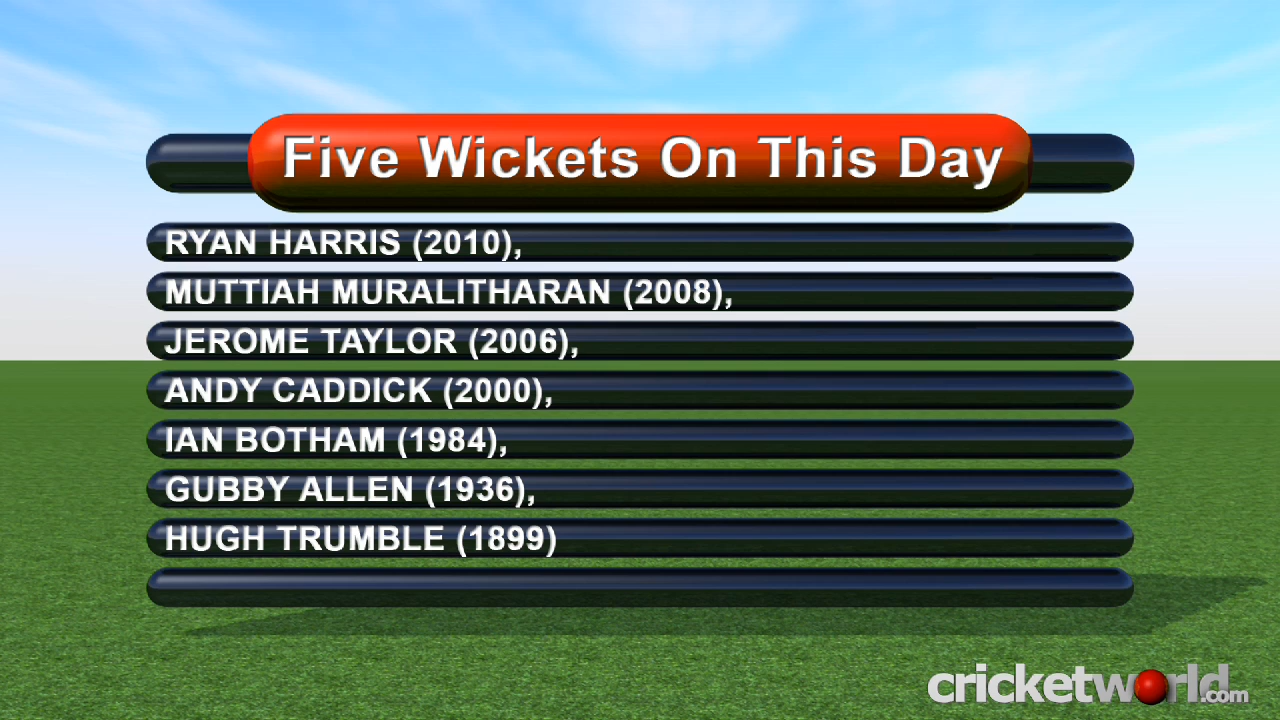 Five Wickets On This Day
RYAN HARRIS (2010),
MUTTIAH MURALITHARAN (2008),
JEROME TAYLOR (2006),
ANDY CADDICK (2000),
IAN BOTHAM (1984),
GUBBY ALLEN (1936),
HUGH TRUMBLE (1899)
cricketworld.com